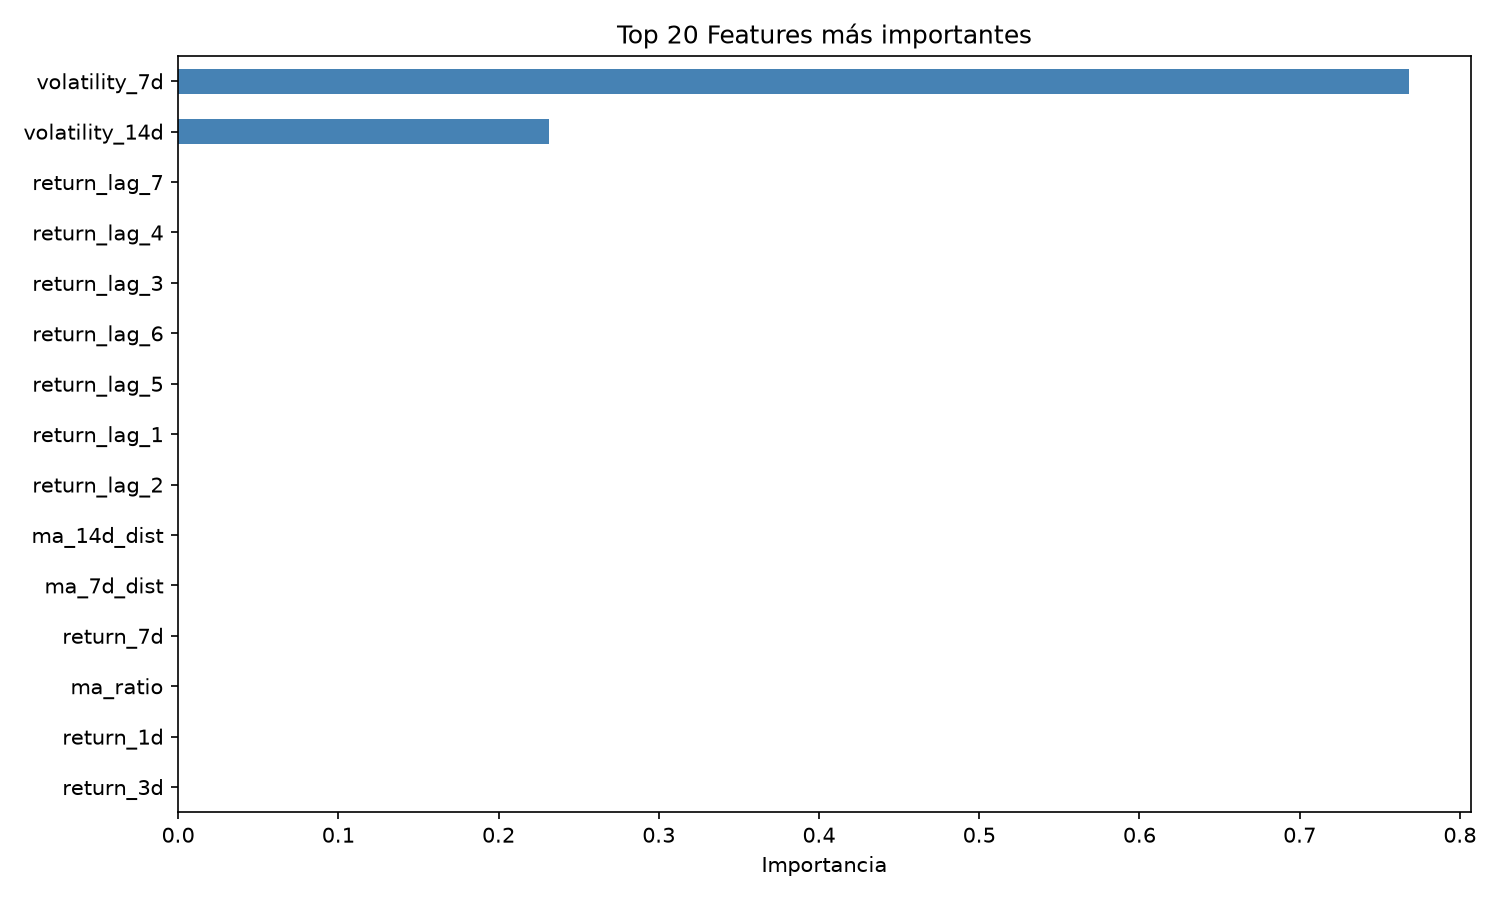 Top 20 Features más importantes
volatility_7d
volatility_14d
return_lag_7
return_lag_4
return_lag_3
return_lag_6
return_lag_5
return_lag_1
return_lag_2
ma_14d_dist
ma_7d_dist
return_7d
ma_ratio
return_1d
return_3d
0.0 0.1 0.2 0.3 0.4 0.5 0.6 0.7 0.8
Importancia